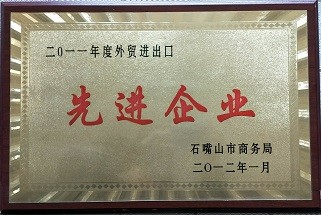 二〇一一年度外贸进出口
先进企业
石嘴山市商务局
二〇一二年一月